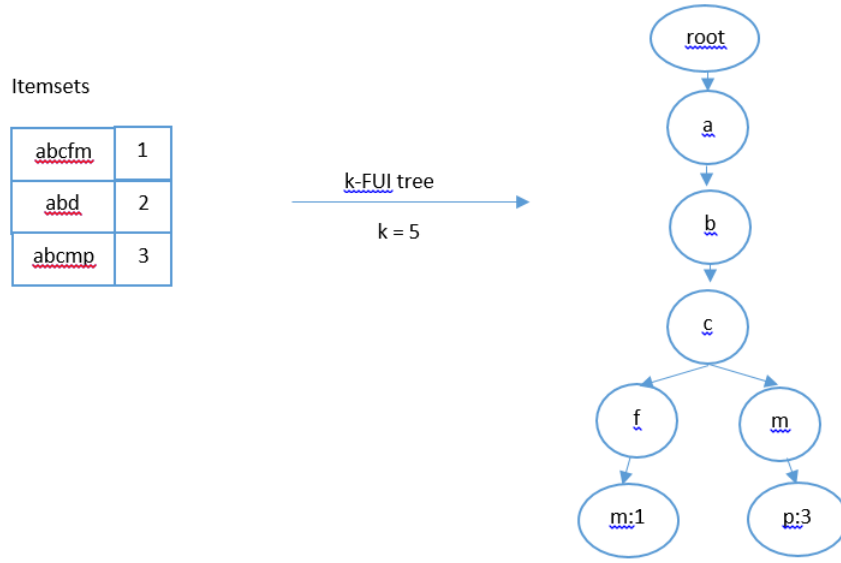 Itemsets
abcfm 1
abd 2
abcmp 3
k-FUI tree
k = 5
root
a
b
c
f m
m:1 p:3